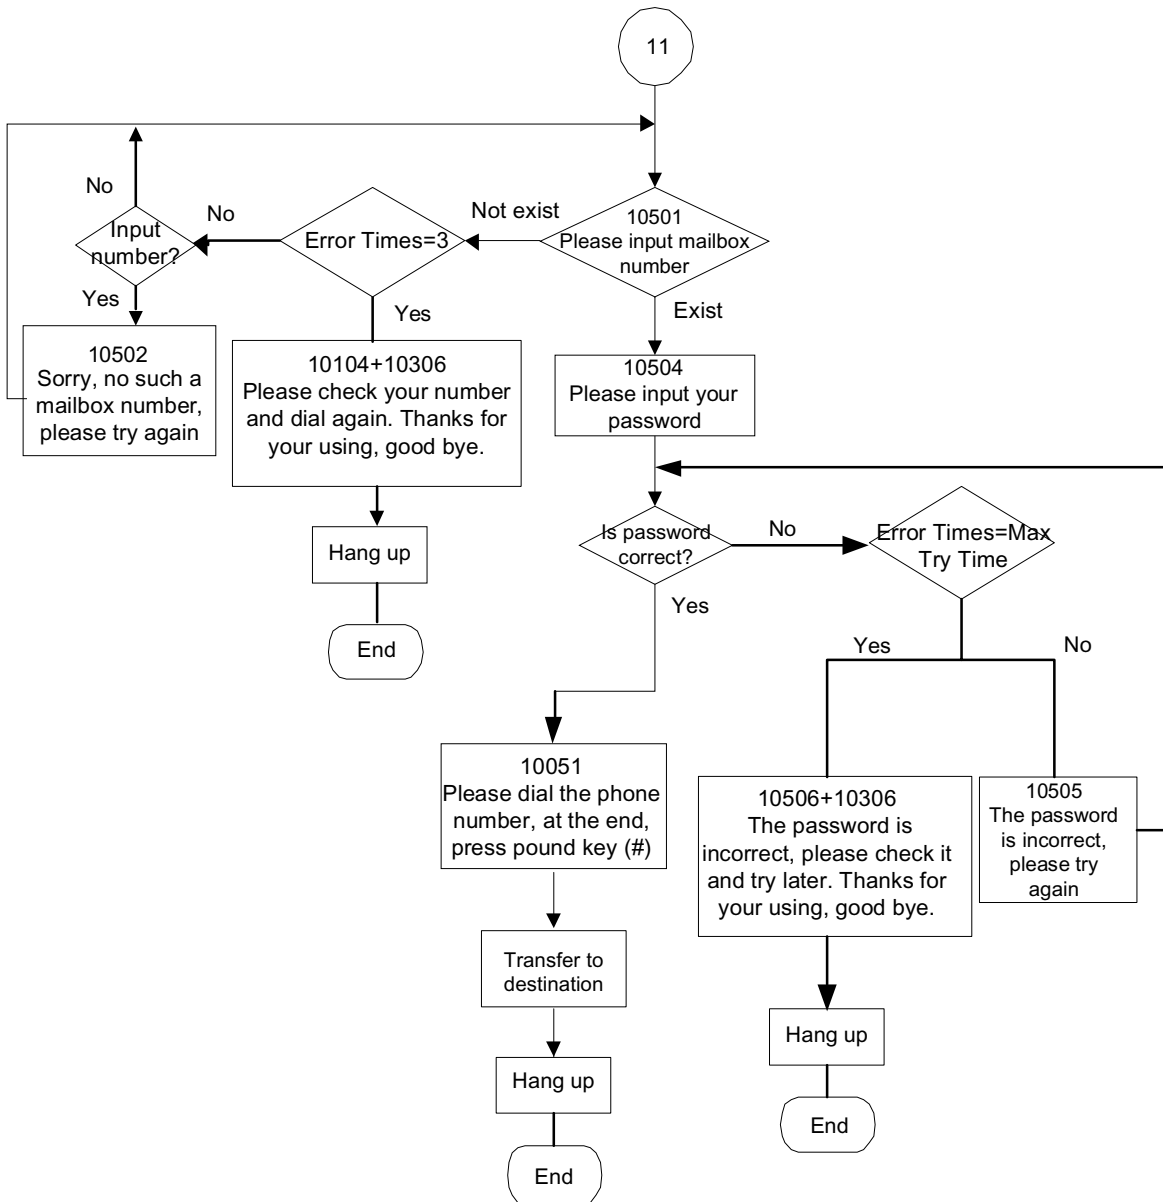 11
No
Input
number?
No
Error Times=3
Not exist
10501
Please input mailbox
number
Yes
Yes
Exist
10502
Sorry, no such a
mailbox number,
please try again
10104+10306
Please check your number
and dial again. Thanks for
your using, good bye.
10504
Please input your
password
Hang up
End
Is password
correct?
No
Error Times=Max
Try Time
Yes
Yes
No
10051
Please dial the phone
number, at the end,
press pound key (#)
10506+10306
The password is
incorrect, please check it
and try later. Thanks for
your using, good bye.
10505
The password
is incorrect,
please try
again
Transfer to
destination
Hang up
Hang up
End
End